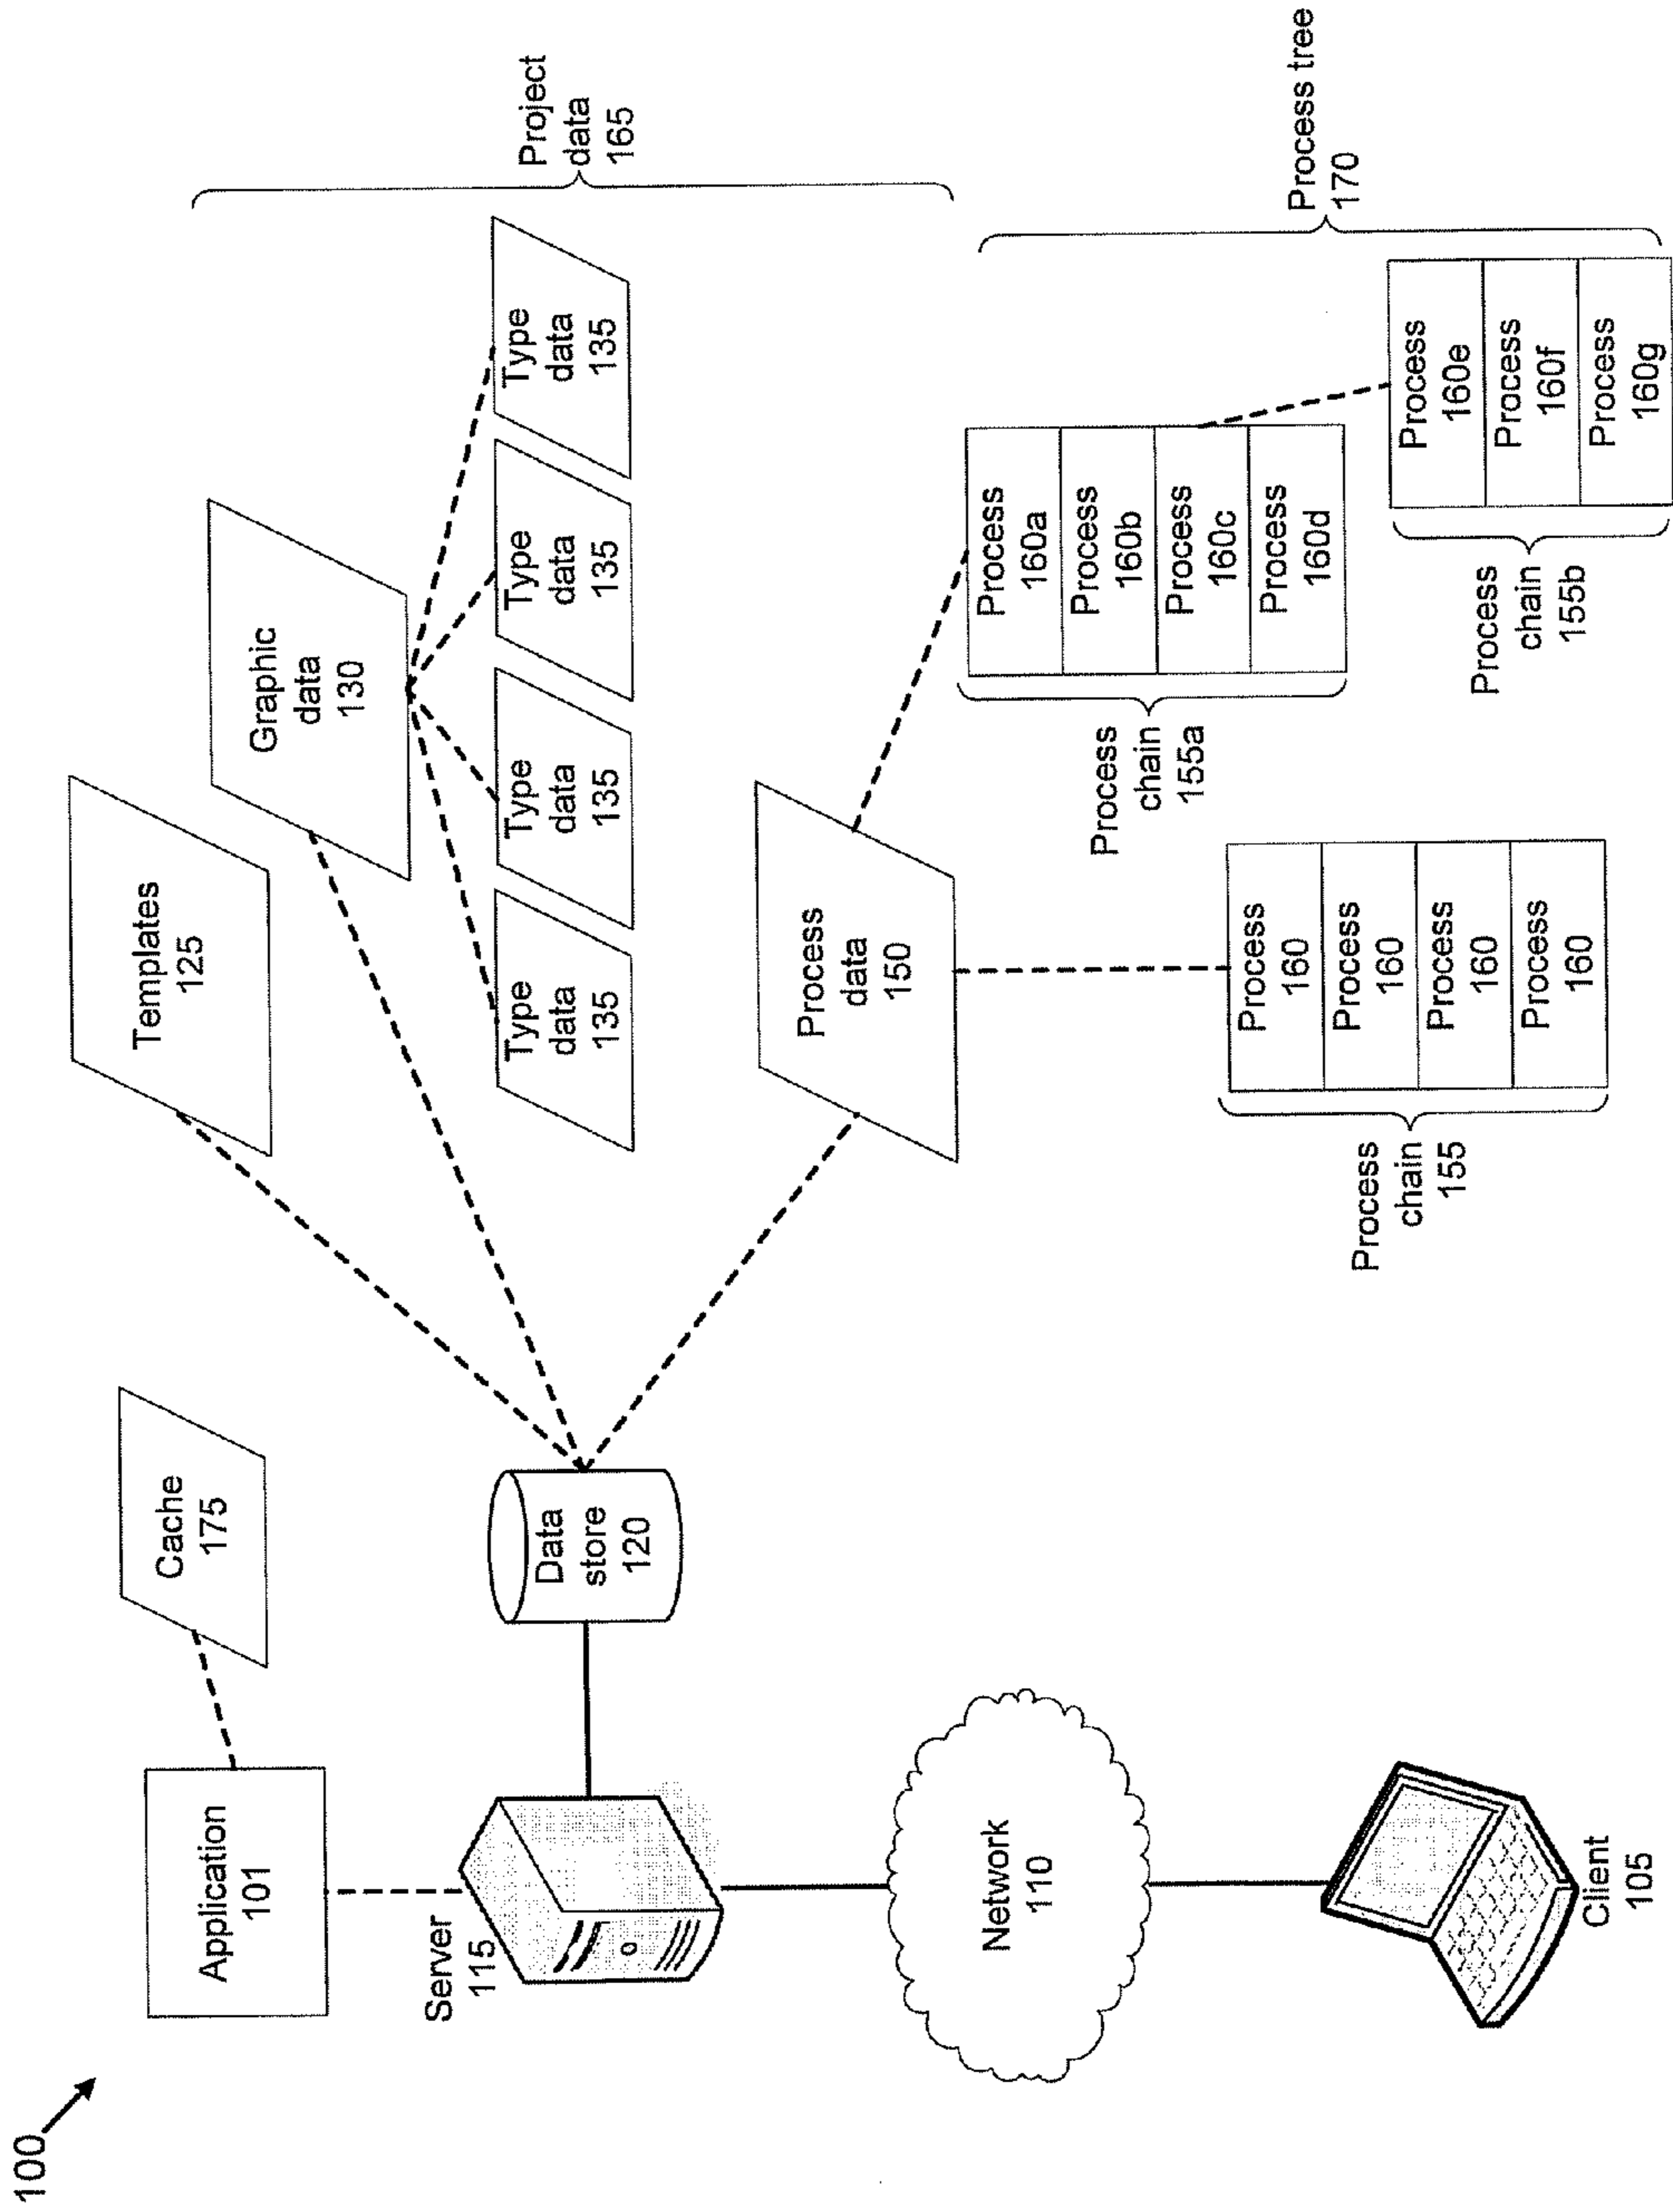 100
Application
101
Cache
175
Templates
125
Graphic
data
130
Project
data
165
Server
115
Data
store
120
Type
data
135
Type
data
135
Type
data
135
Type
data
135
Network
110
Process
data
150
Client
105
Process
chain
155
Process
160
Process
160
Process
160
Process
160
Process
chain
155a
Process
160a
Process
160b
Process
160c
Process
160d
Process
chain
155b
Process
160e
Process
160f
Process
160g
Process tree
170